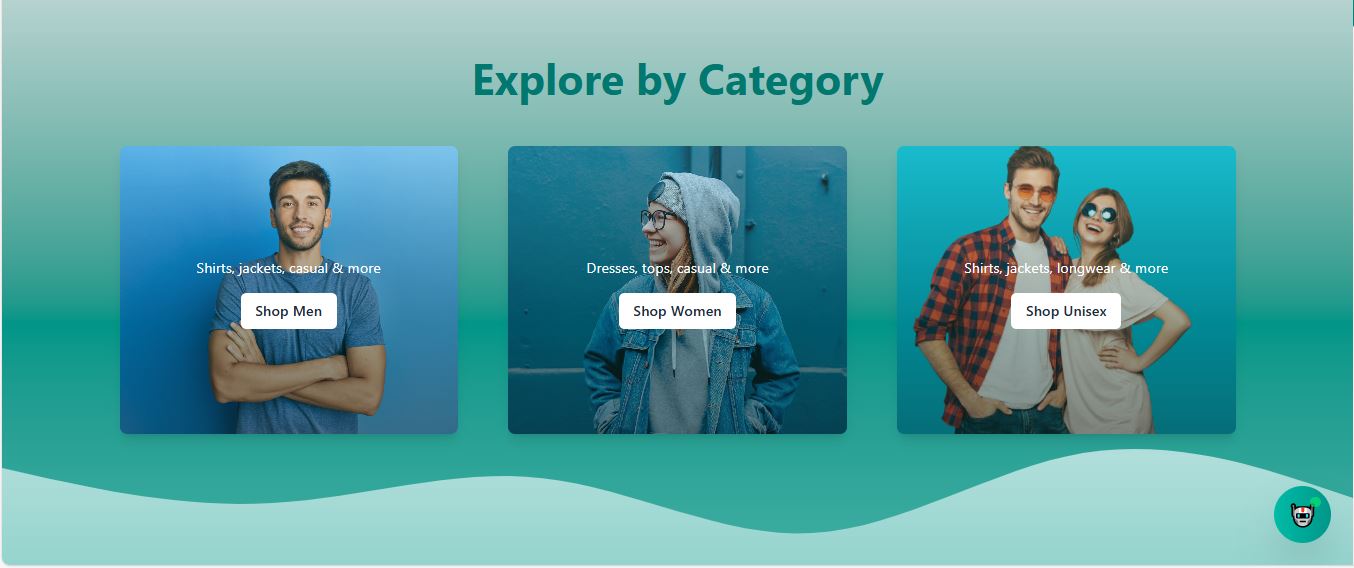 Explore by Category
Shirts, jackets, casual & more
Shop Men
Dresses, tops, casual & more
Shop Women
Shirts, jackets, longwear & more
Shop Unisex